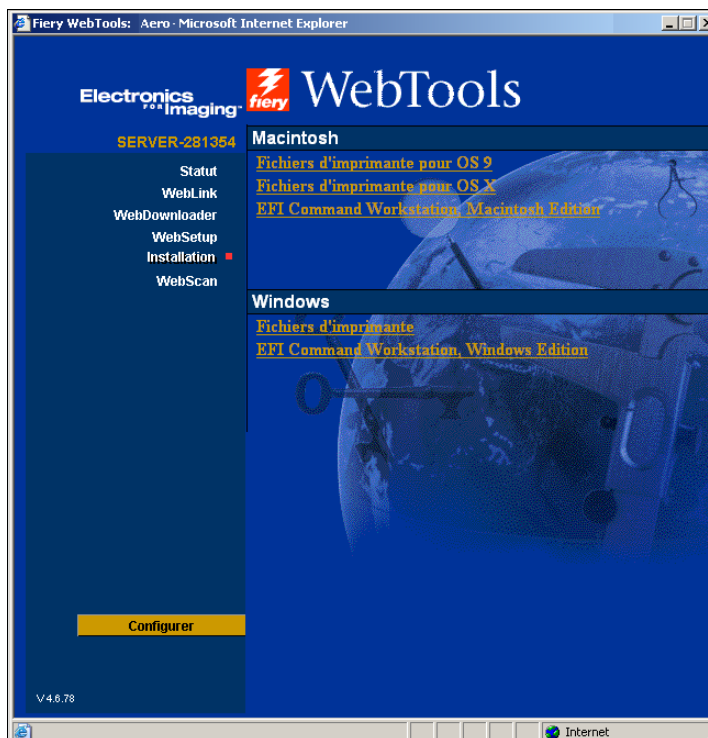 Fiery WebTools: Aero - Microsoft Internet Explorer
Electronics
FOR Imaging
fiery
WebTools
SERVER-281354
Statut
WebLink
WebDownloader
WebSetup
Installation
WebScan
Macintosh
Fichiers d'imprimante pour OS 9
Fichiers d'imprimante pour OS X
EFI Command Workstation, Macintosh Edition
Windows
Fichiers d'imprimante
EFI Command Workstation, Windows Edition
Configurer
V 4.6.78
Internet